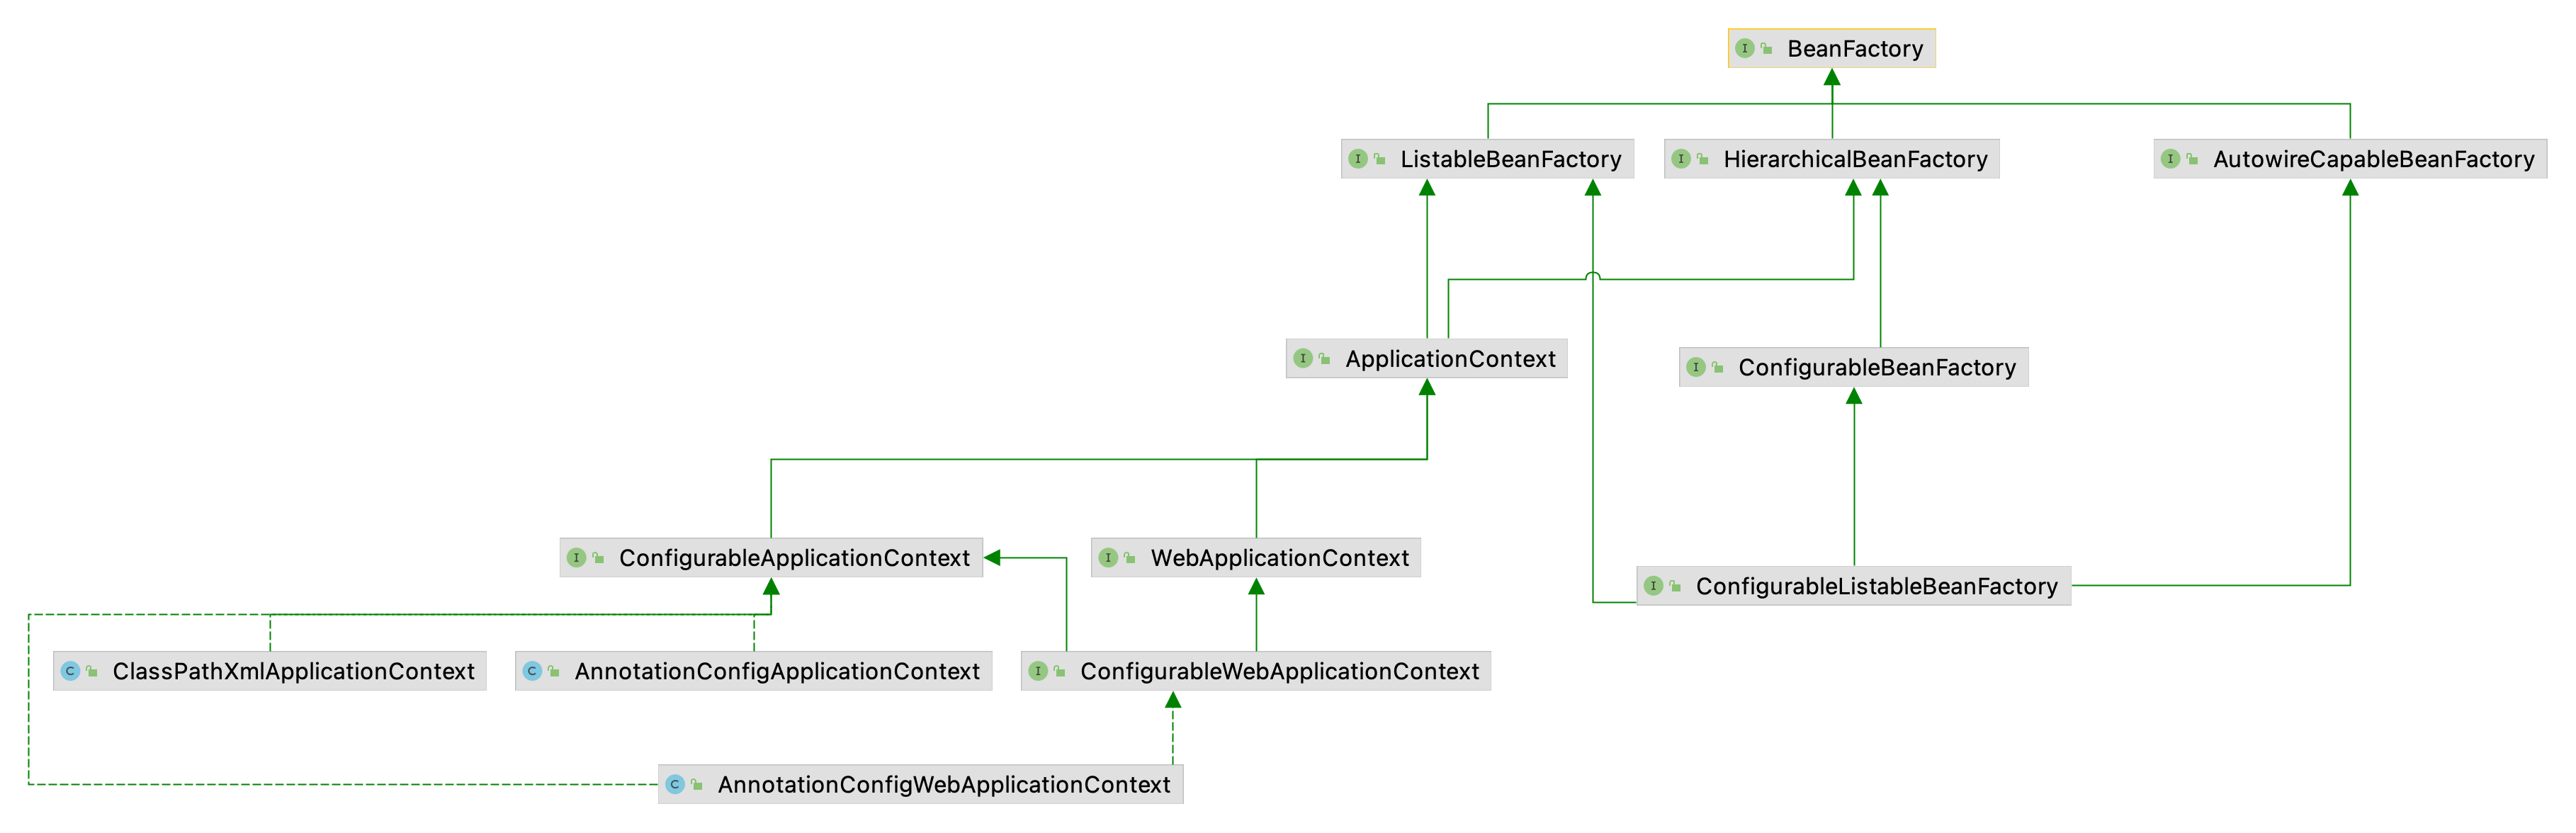 I BeanFactory
I ListableBeanFactory
I HierarchicalBeanFactory
I AutowireCapableBeanFactory
I ApplicationContext
I ConfigurableBeanFactory
I ConfigurableApplicationContext
I WebApplicationContext
I ConfigurableListableBeanFactory
C ClassPathXmlApplicationContext
C AnnotationConfigApplicationContext
I ConfigurableWebApplicationContext
C AnnotationConfigWebApplicationContext